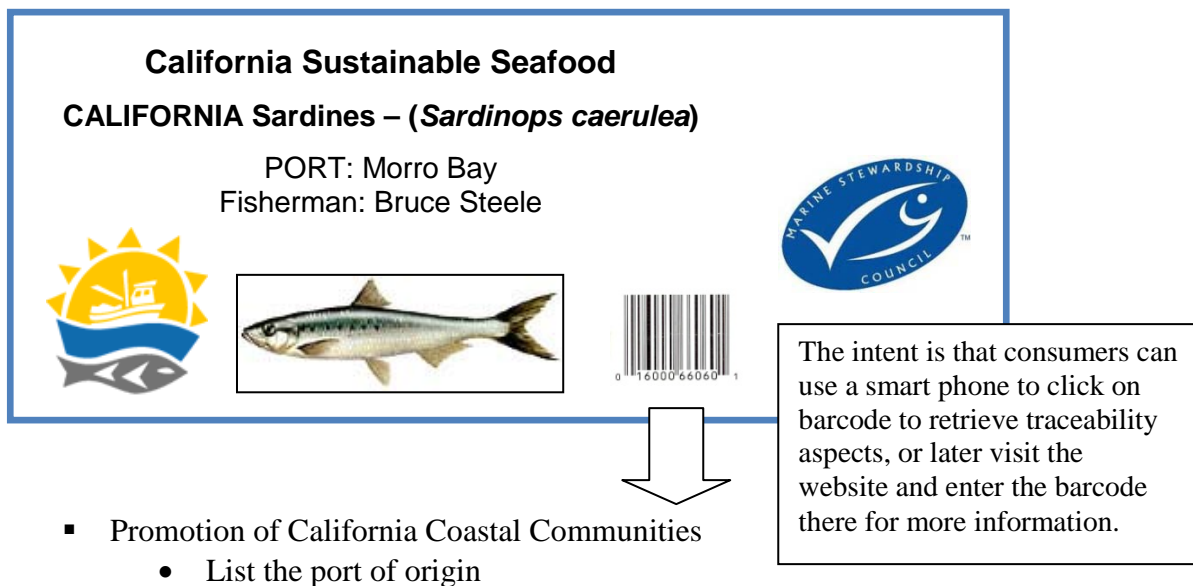 California Sustainable Seafood
CALIFORNIA Sardines – (Sardinops caerulea)
PORT: Morro Bay
Fisherman: Bruce Steele
MARINE STEWARDSHIP
COUNCIL
TM
0 16000 66060 1
The intent is that consumers can
use a smart phone to click on
barcode to retrieve traceability
aspects, or later visit the
website and enter the barcode
there for more information.
▪ Promotion of California Coastal Communities
• List the port of origin